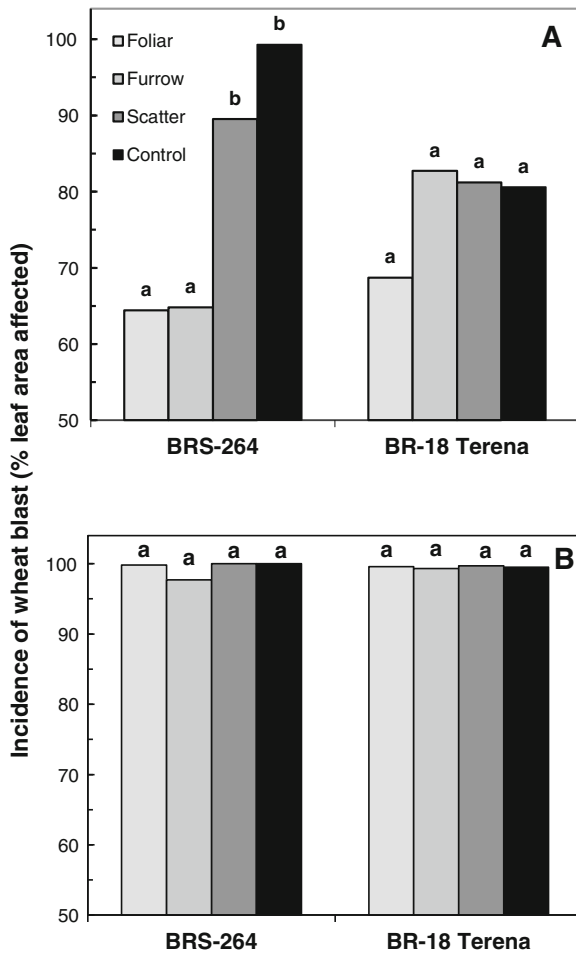 Incidence of wheat blast (% leaf area affected)
A
Foliar
Furrow
Scatter
Control
100
90
80
70
60
50
a
a
b
b
a
a
a
a
BRS-264
BR-18 Terena
B
100
90
80
70
60
50
a
a
a
a
a
a
a
a
BRS-264
BR-18 Terena